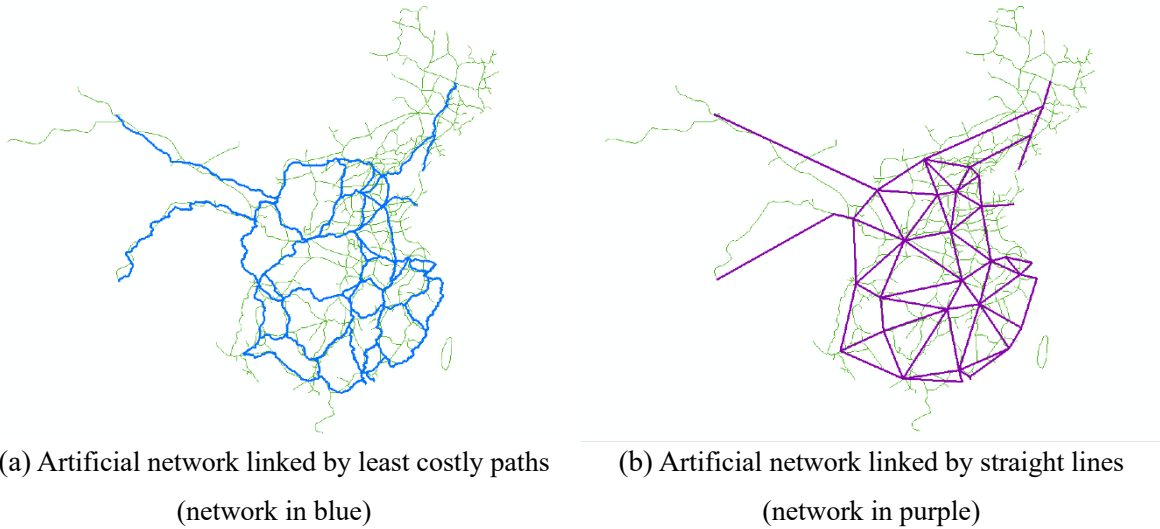 (a) Artificial network linked by least costly paths
(network in blue)
(b) Artificial network linked by straight lines
(network in purple)